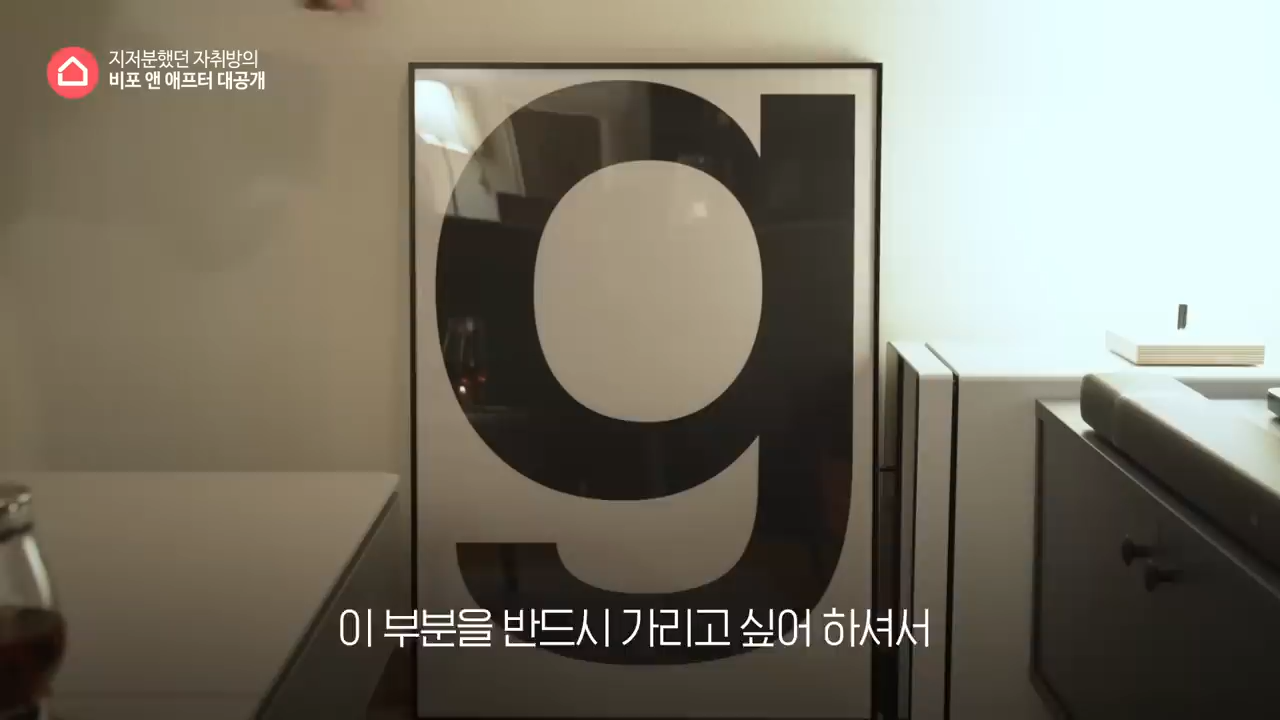 지저분했던 자취방의
비포 앤 애프터 대공개
g
이 부분을 반드시 가리고 싶어 하셔서